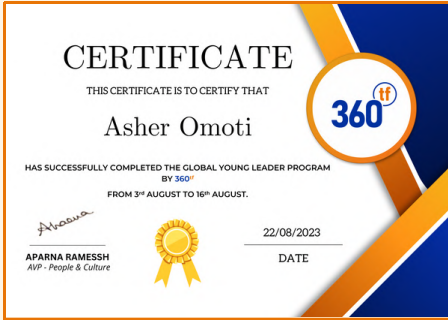 CERTIFICATE
THIS CERTIFICATE IS TO CERTIFY THAT
Asher Omoti
360tf
HAS SUCCESSFULLY COMPLETED THE GLOBAL YOUNG LEADER PROGRAM
BY 360tf
FROM 3rd AUGUST TO 16th AUGUST.
Aparna
APARNA RAMESSH
AVP - People & Culture
22/08/2023
DATE